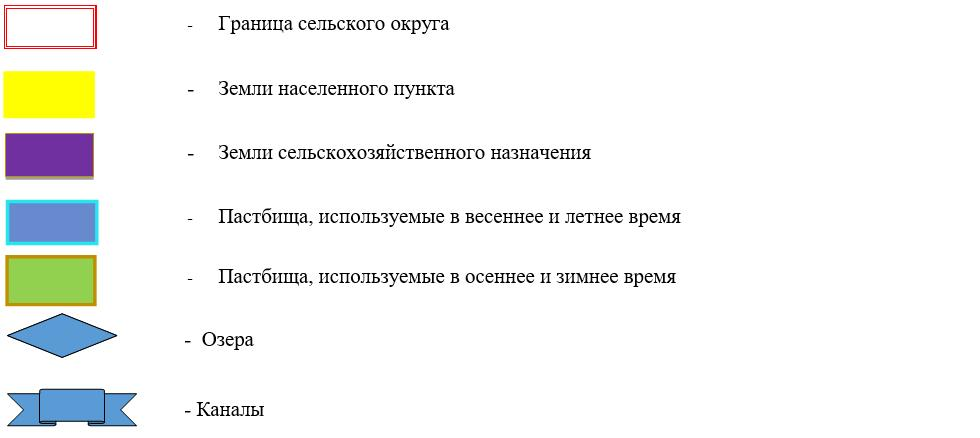 - Граница сельского округа
- Земли населенного пункта
- Земли сельскохозяйственного назначения
- Пастбища, используемые в весеннее и летнее время
- Пастбища, используемые в осеннее и зимнее время
- Озера
- Каналы